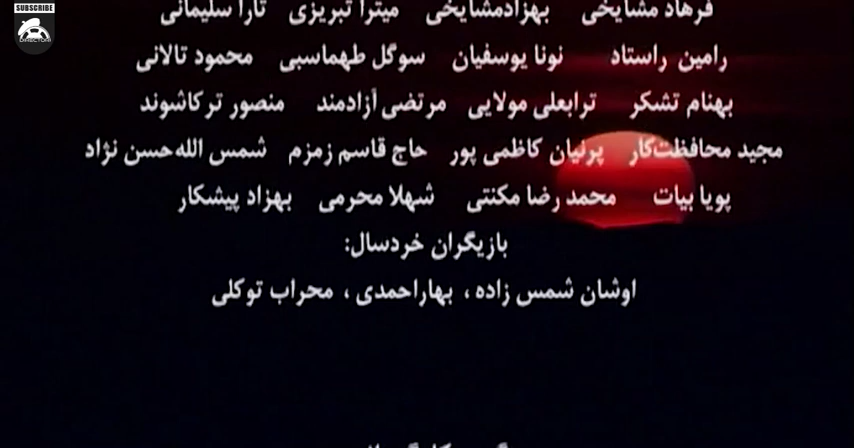 SUBSCRIBE
فرهاد مشایخی بهزادمشایخی میترا تبریزی تارا سلیمانی
رامین راستاد نونا یوسفیان سوگل طهماسبی محمود تالانی
بهنام تشکر ترابعلی مولایی مرتضی آزادمند منصور ترکاشوند
مجید محافظت‌کار پرنیان کاظمی پور حاج قاسم زمزم شمس الله‌حسن نژاد
پویا بیات محمد رضا مکنتی شهلا محرمی بهزاد پیشکار
بازیگران خردسال:
اوشان شمس زاده ، بهاراحمدی ، محراب توکلی